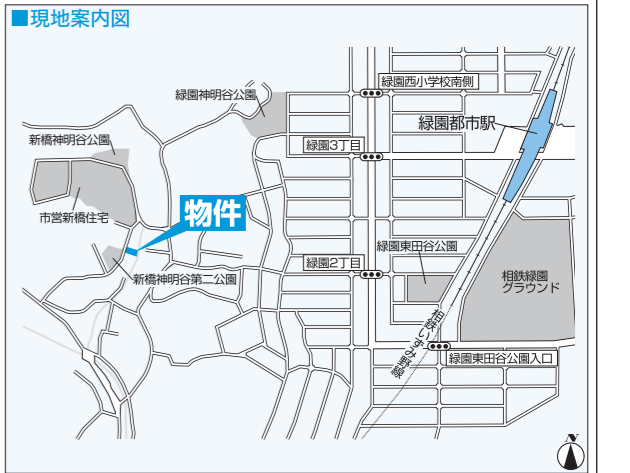 ■現地案内図
緑園西小学校南側
緑園神明谷公園
緑園都市駅
新橋神明谷公園
緑園3丁目
物件
市営新橋住宅
緑園東田谷公園
緑園2丁目
新橋神明谷第二公園
相鉄緑園
グラウンド
相鉄いずみ野線
緑園東田谷公園入口
N